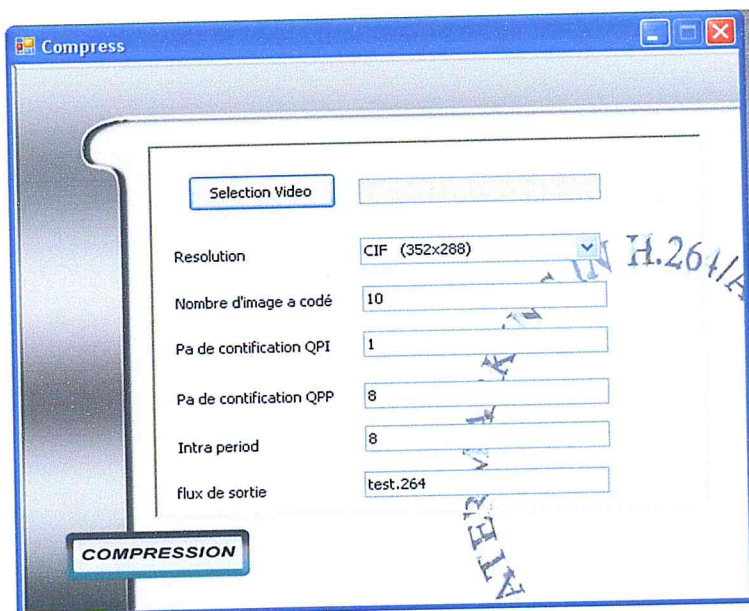 Compress
Selection Video
Resolution
CIF (352x288)
Nombre d'image a codé
10
Pa de contification QPI
1
Pa de contification QPP
8
Intra period
8
flux de sortie
test.264
COMPRESSION
IN H.264/A